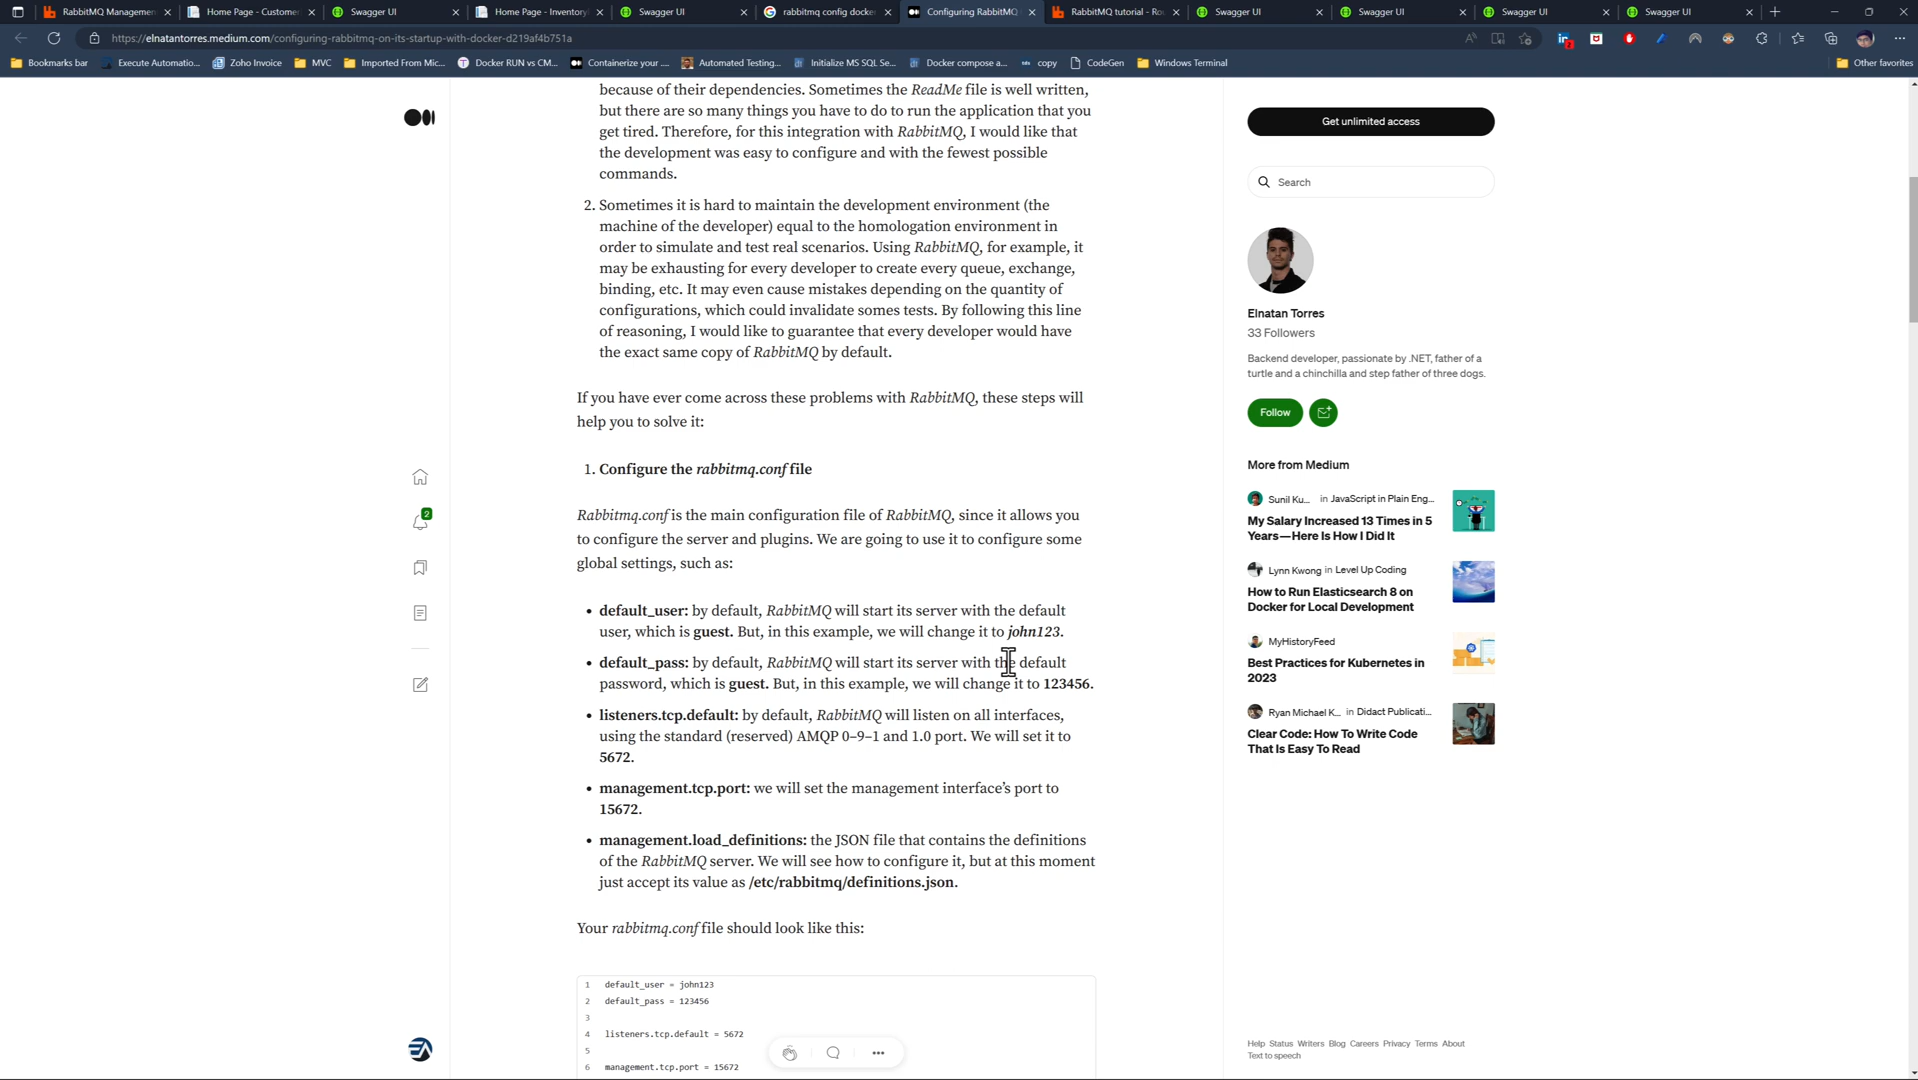 RabbitMQ Managemen
Home Page - Customer
Swagger UI
Home Page - Inventory
Swagger UI
rabbitmq config docke
Configuring RabbitMQ
RabbitMQ tutorial - Ro
Swagger UI
Swagger UI
Swagger UI
Swagger UI
https://elnatantorres.medium.com/configuring-rabbitmq-on-its-startup-with-docker-d219af4b751a
Bookmarks bar
Execute Automatio...
Zoho Invoice
MVC
Imported From Mic...
Docker RUN vs CM...
Containerize your ....
Automated Testing...
Initialize MS SQL Se...
Docker compose a...
copy
CodeGen
Windows Terminal
Other favorites
because of their dependencies. Sometimes the ReadMe file is well written,
but there are so many things you have to do to run the application that you
get tired. Therefore, for this integration with RabbitMQ, I would like that
the development was easy to configure and with the fewest possible
commands.
2. Sometimes it is hard to maintain the development environment (the
machine of the developer) equal to the homologation environment in
order to simulate and test real scenarios. Using RabbitMQ, for example, it
may be exhausting for every developer to create every queue, exchange,
binding, etc. It may even cause mistakes depending on the quantity of
configurations, which could invalidate somes tests. By following this line
of reasoning, I would like to guarantee that every developer would have
the exact same copy of RabbitMQ by default.
If you have ever come across these problems with RabbitMQ, these steps will
help you to solve it:
1. Configure the rabbitmq.conf file
Rabbitmq.conf is the main configuration file of RabbitMQ, since it allows you
to configure the server and plugins. We are going to use it to configure some
global settings, such as:
• default_user: by default, RabbitMQ will start its server with the default
user, which is guest. But, in this example, we will change it to john123.
• default_pass: by default, RabbitMQ will start its server with the default
password, which is guest. But, in this example, we will change it to 123456.
• listeners.tcp.default: by default, RabbitMQ will listen on all interfaces,
using the standard (reserved) AMQP 0–9–1 and 1.0 port. We will set it to
5672.
• management.tcp.port: we will set the management interface's port to
15672.
• management.load_definitions: the JSON file that contains the definitions
of the RabbitMQ server. We will see how to configure it, but at this moment
just accept its value as /etc/rabbitmq/definitions.json.
Your rabbitmq.conf file should look like this:
1 default_user = john123
2 default_pass = 123456
3
4 listeners.tcp.default = 5672
5
6 management.tcp.port = 15672
2
Get unlimited access
Search
Elnatan Torres
33 Followers
Backend developer, passionate by .NET, father of a
turtle and a chinchilla and step father of three dogs.
Follow
More from Medium
Sunil Ku... in JavaScript in Plain Eng...
My Salary Increased 13 Times in 5
Years—Here Is How I Did It
Lynn Kwong in Level Up Coding
How to Run Elasticsearch 8 on
Docker for Local Development
MyHistoryFeed
Best Practices for Kubernetes in
2023
Ryan Michael K... in Didact Publicati...
Clear Code: How To Write Code
That Is Easy To Read
Help Status Writers Blog Careers Privacy Terms About
Text to speech